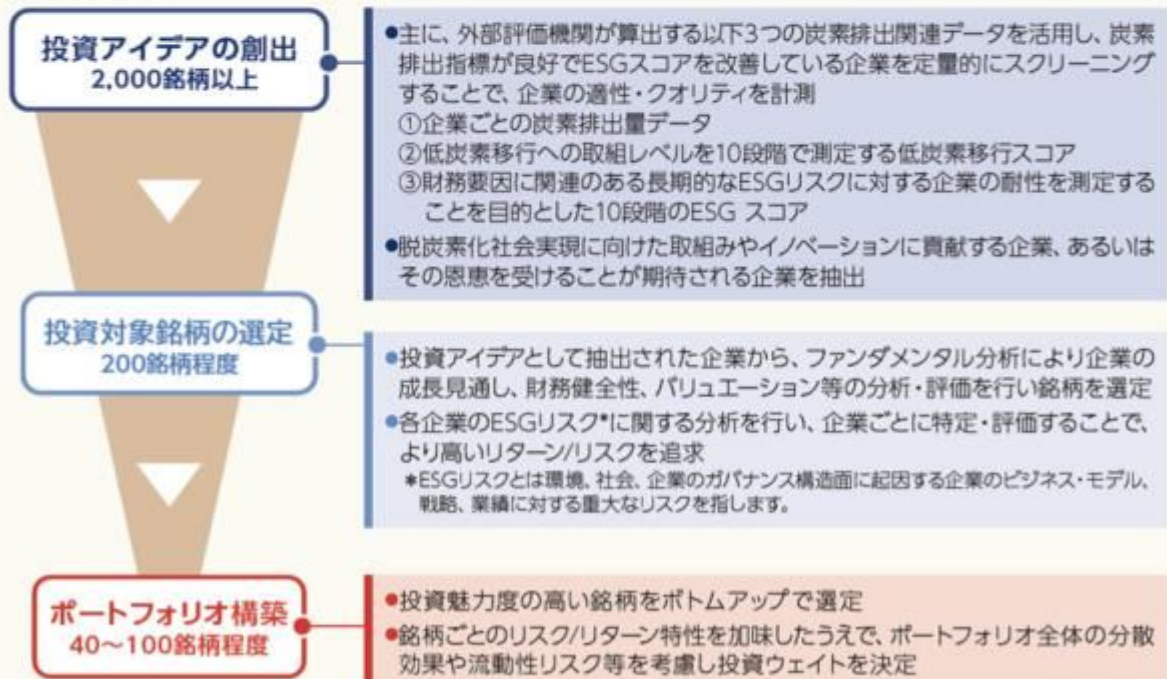 投資アイデアの創出
2,000銘柄以上
●主に、外部評価機関が算出する以下3つの炭素排出関連データを活用し、炭素
排出指標が良好でESGスコアを改善している企業を定量的にスクリーニング
することで、企業の適性・クオリティを計測
①企業ごとの炭素排出量データ
②低炭素移行への取組レベルを10段階で測定する低炭素移行スコア
③財務要因に関連のある長期的なESGリスクに対する企業の耐性を測定する
ことを目的とした10段階のESG スコア
●脱炭素化社会実現に向けた取組みやイノベーションに貢献する企業、あるいは
その恩恵を受けることが期待される企業を抽出
投資対象銘柄の選定
200銘柄程度
●投資アイデアとして抽出された企業から、ファンダメンタル分析により企業の
成長見通し、財務健全性、バリュエーション等の分析・評価を行い銘柄を選定
●各企業のESGリスク*に関する分析を行い、企業ごとに特定・評価することで、
より高いリターン/リスクを追求
*ESGリスクとは環境、社会、企業のガバナンス構造面に起因する企業のビジネス・モデル、
戦略、業績に対する重大なリスクを指します。
ポートフォリオ構築
40～100銘柄程度
●投資魅力度の高い銘柄をボトムアップで選定
●銘柄ごとのリスク/リターン特性を加味したうえで、ポートフォリオ全体の分散
効果や流動性リスク等を考慮し投資ウェイトを決定